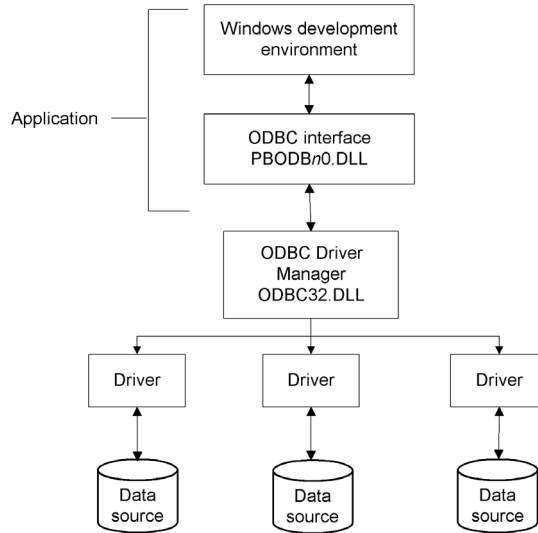 Windows development
environment
Application
ODBC interface
PBODBn0.DLL
ODBC Driver
Manager
ODBC32.DLL
Driver
Driver
Driver
Data
source
Data
source
Data
source